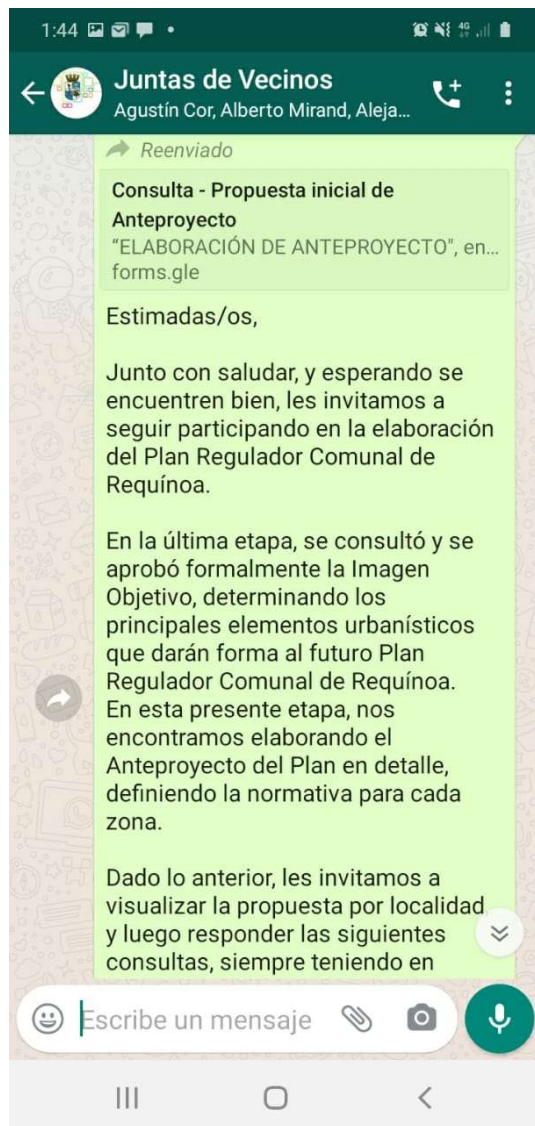 1:44
4G
Juntas de Vecinos
Agustín Cor, Alberto Mirand, Aleja...
Reenviado
Consulta - Propuesta inicial de
Anteproyecto
“ELABORACIÓN DE ANTEPROYECTO", en...
forms.gle
Estimadas/os,
Junto con saludar, y esperando se
encuentren bien, les invitamos a
seguir participando en la elaboración
del Plan Regulador Comunal de
Requínoa.
En la última etapa, se consultó y se
aprobó formalmente la Imagen
Objetivo, determinando los
principales elementos urbanísticos
que darán forma al futuro Plan
Regulador Comunal de Requínoa.
En esta presente etapa, nos
encontramos elaborando el
Anteproyecto del Plan en detalle,
definiendo la normativa para cada
zona.
Dado lo anterior, les invitamos a
visualizar la propuesta por localidad
y luego responder las siguientes
consultas, siempre teniendo en
Escribe un mensaje